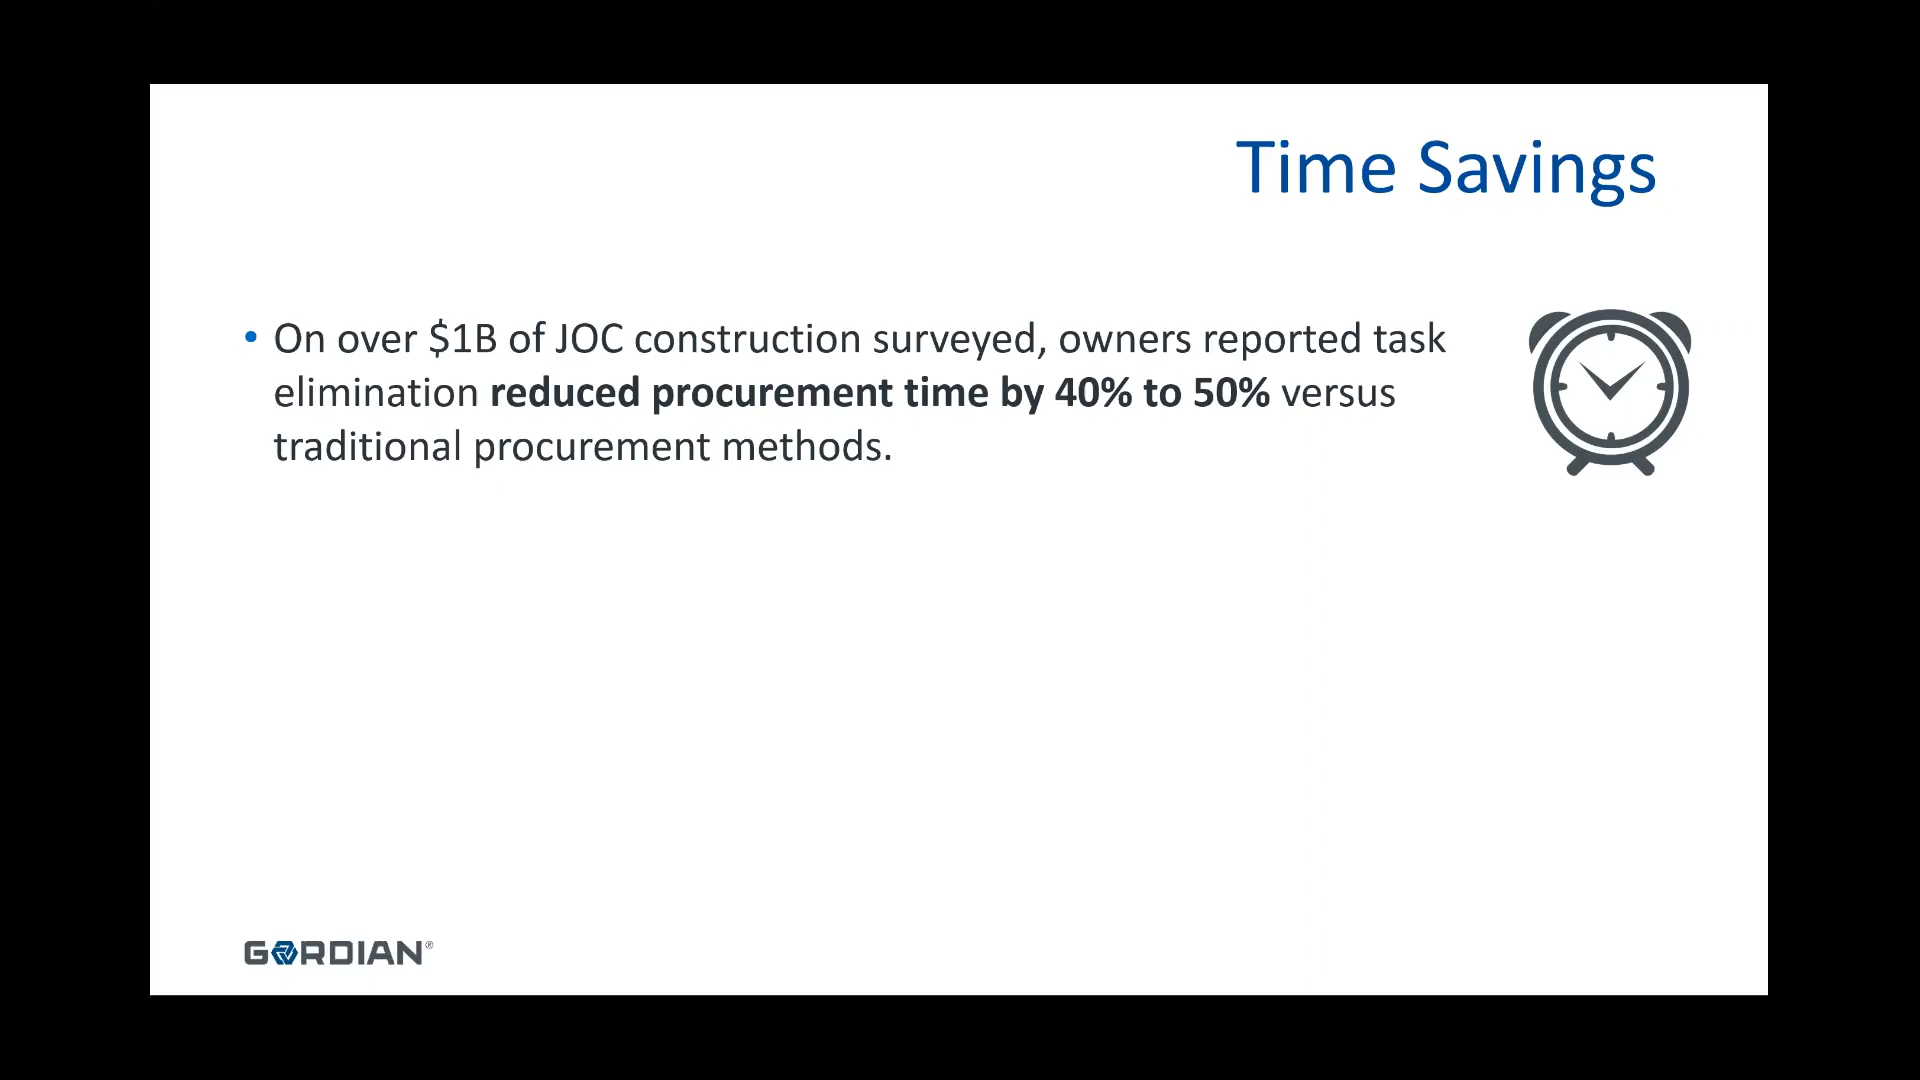 Time Savings
• On over $1B of JOC construction surveyed, owners reported task
elimination reduced procurement time by 40% to 50% versus
traditional procurement methods.
GORDIAN®